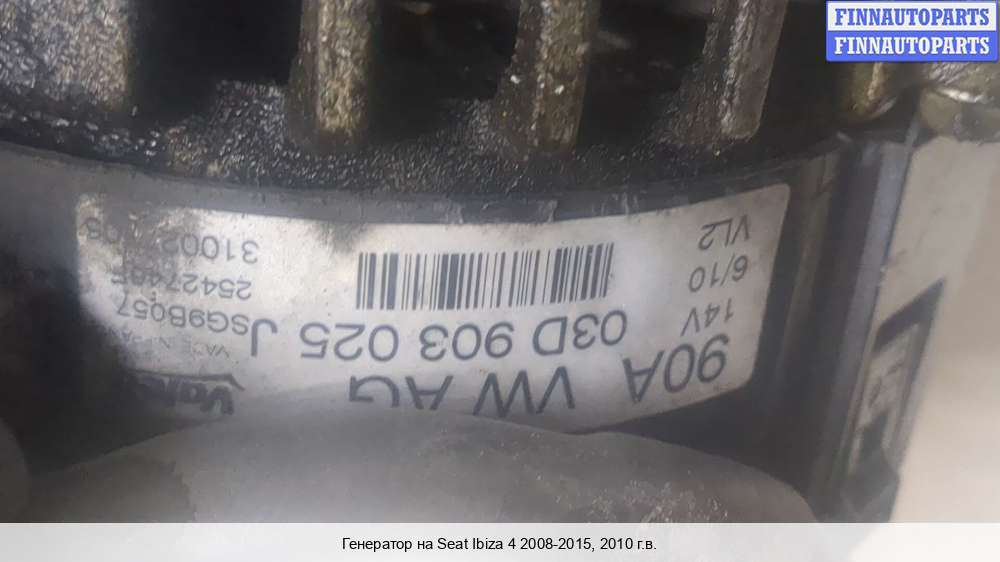 FINNAUTOPARTS
FINNAUTOPARTS
90A VW AG
14V 03D 903 025 J
6/10
VL2
SG9B057
Генератор на Seat Ibiza 4 2008-2015, 2010 г.в.